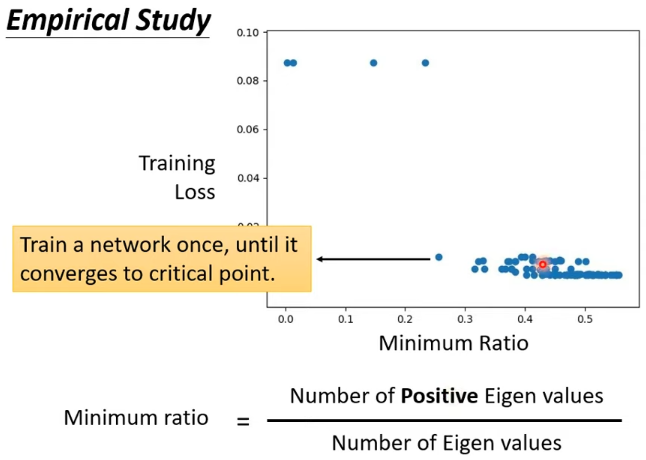 Empirical Study
0.10
0.08
0.06
0.04
Training
Loss
Train a network once, until it
converges to critical point.
0.0 0.1 0.2 0.3 0.4 0.5
Minimum Ratio
Minimum ratio = Number of Positive Eigen values
Number of Eigen values